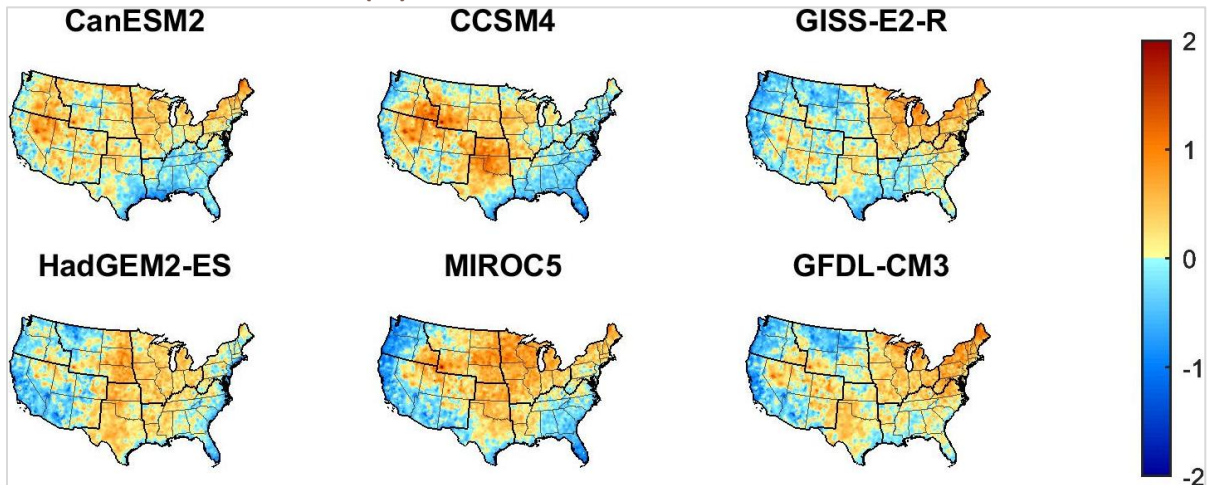 CanESM2
CCSM4
GISS-E2-R
HadGEM2-ES
MIROC5
GFDL-CM3
2
1
0
-1
-2